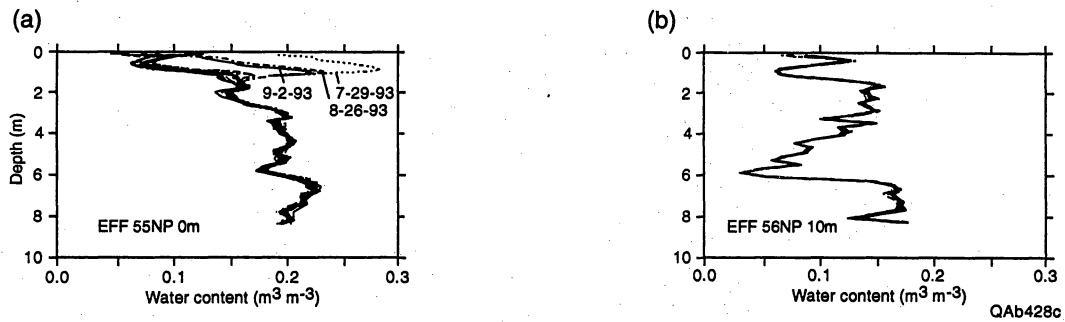 (a)
0
2
4
6
8
10
Depth (m)
9-2-93
7-29-93
8-26-93
EFF 55NP 0m
0.0
0.1
0.2
0.3
Water content (m³ m⁻³)
(b)
0
2
4
6
8
10
EFF 56NP 10m
0.0
0.1
0.2
0.3
Water content (m³ m⁻³)
QAb428c